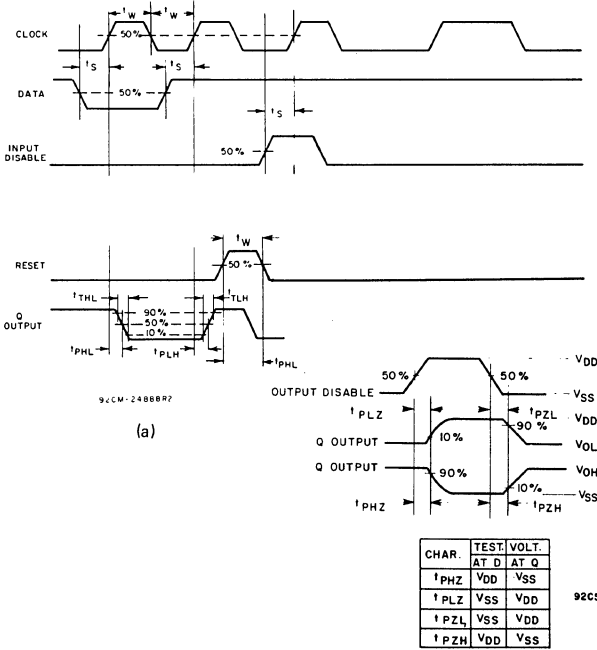 tW tW
CLOCK 50%
tS tS
DATA 50%
tS
INPUT DISABLE 50%
tW
RESET 50%
tTHL tTLH
Q OUTPUT 90%
50%
10%
tPHL tPLH tPHL
92CM-24888R2
(a)
OUTPUT DISABLE 50% 50% VDD
VSS
tPLZ tPZL VDD
Q OUTPUT 10% 90% VOL
Q OUTPUT 90% VOH
10% VSS
tPHZ tPZH
CHAR. TEST. VOLT.
AT D AT Q
tPHZ VDD VSS
tPLZ VSS VDD
tPZL VSS VDD
tPZH VDD VSS
92CS